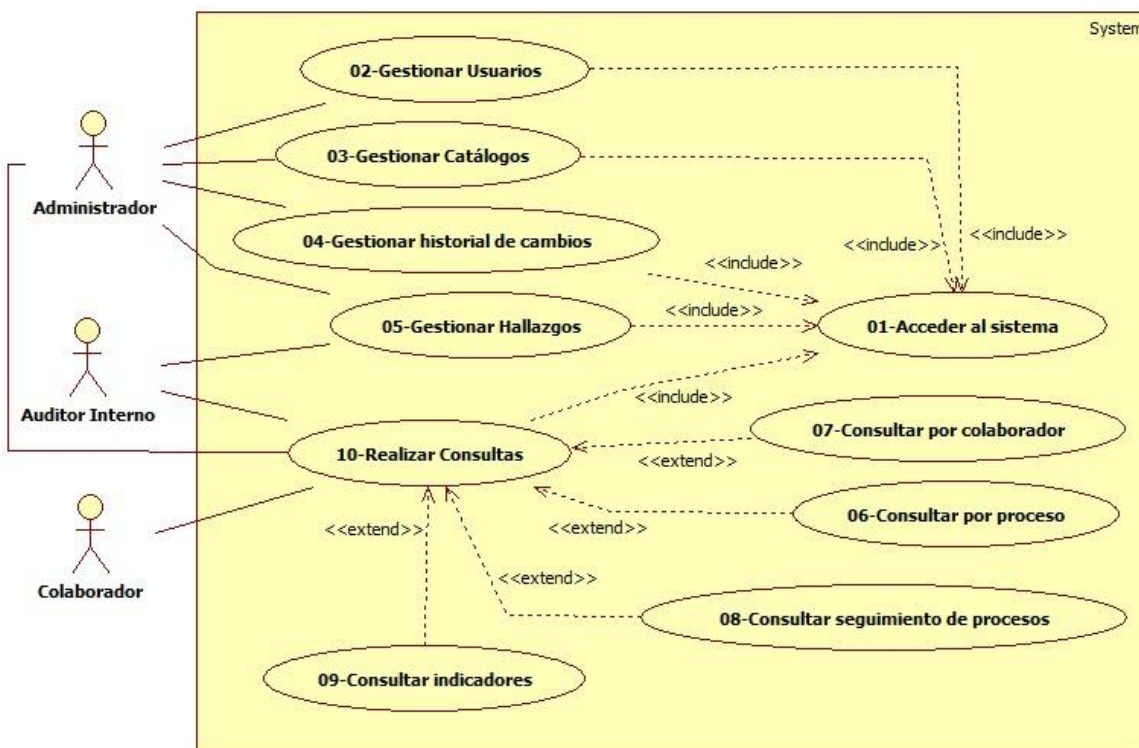 System
02-Gestionar Usuarios
03-Gestionar Catálogos
Administrador
04-Gestionar historial de cambios
<<include>>
<<include>>
<<include>>
<<include>>
05-Gestionar Hallazgos
01-Acceder al sistema
Auditor Interno
<<include>>
07-Consultar por colaborador
10-Realizar Consultas
<<extend>>
06-Consultar por proceso
<<extend>>
<<extend>>
Colaborador
<<extend>>
08-Consultar seguimiento de procesos
09-Consultar indicadores